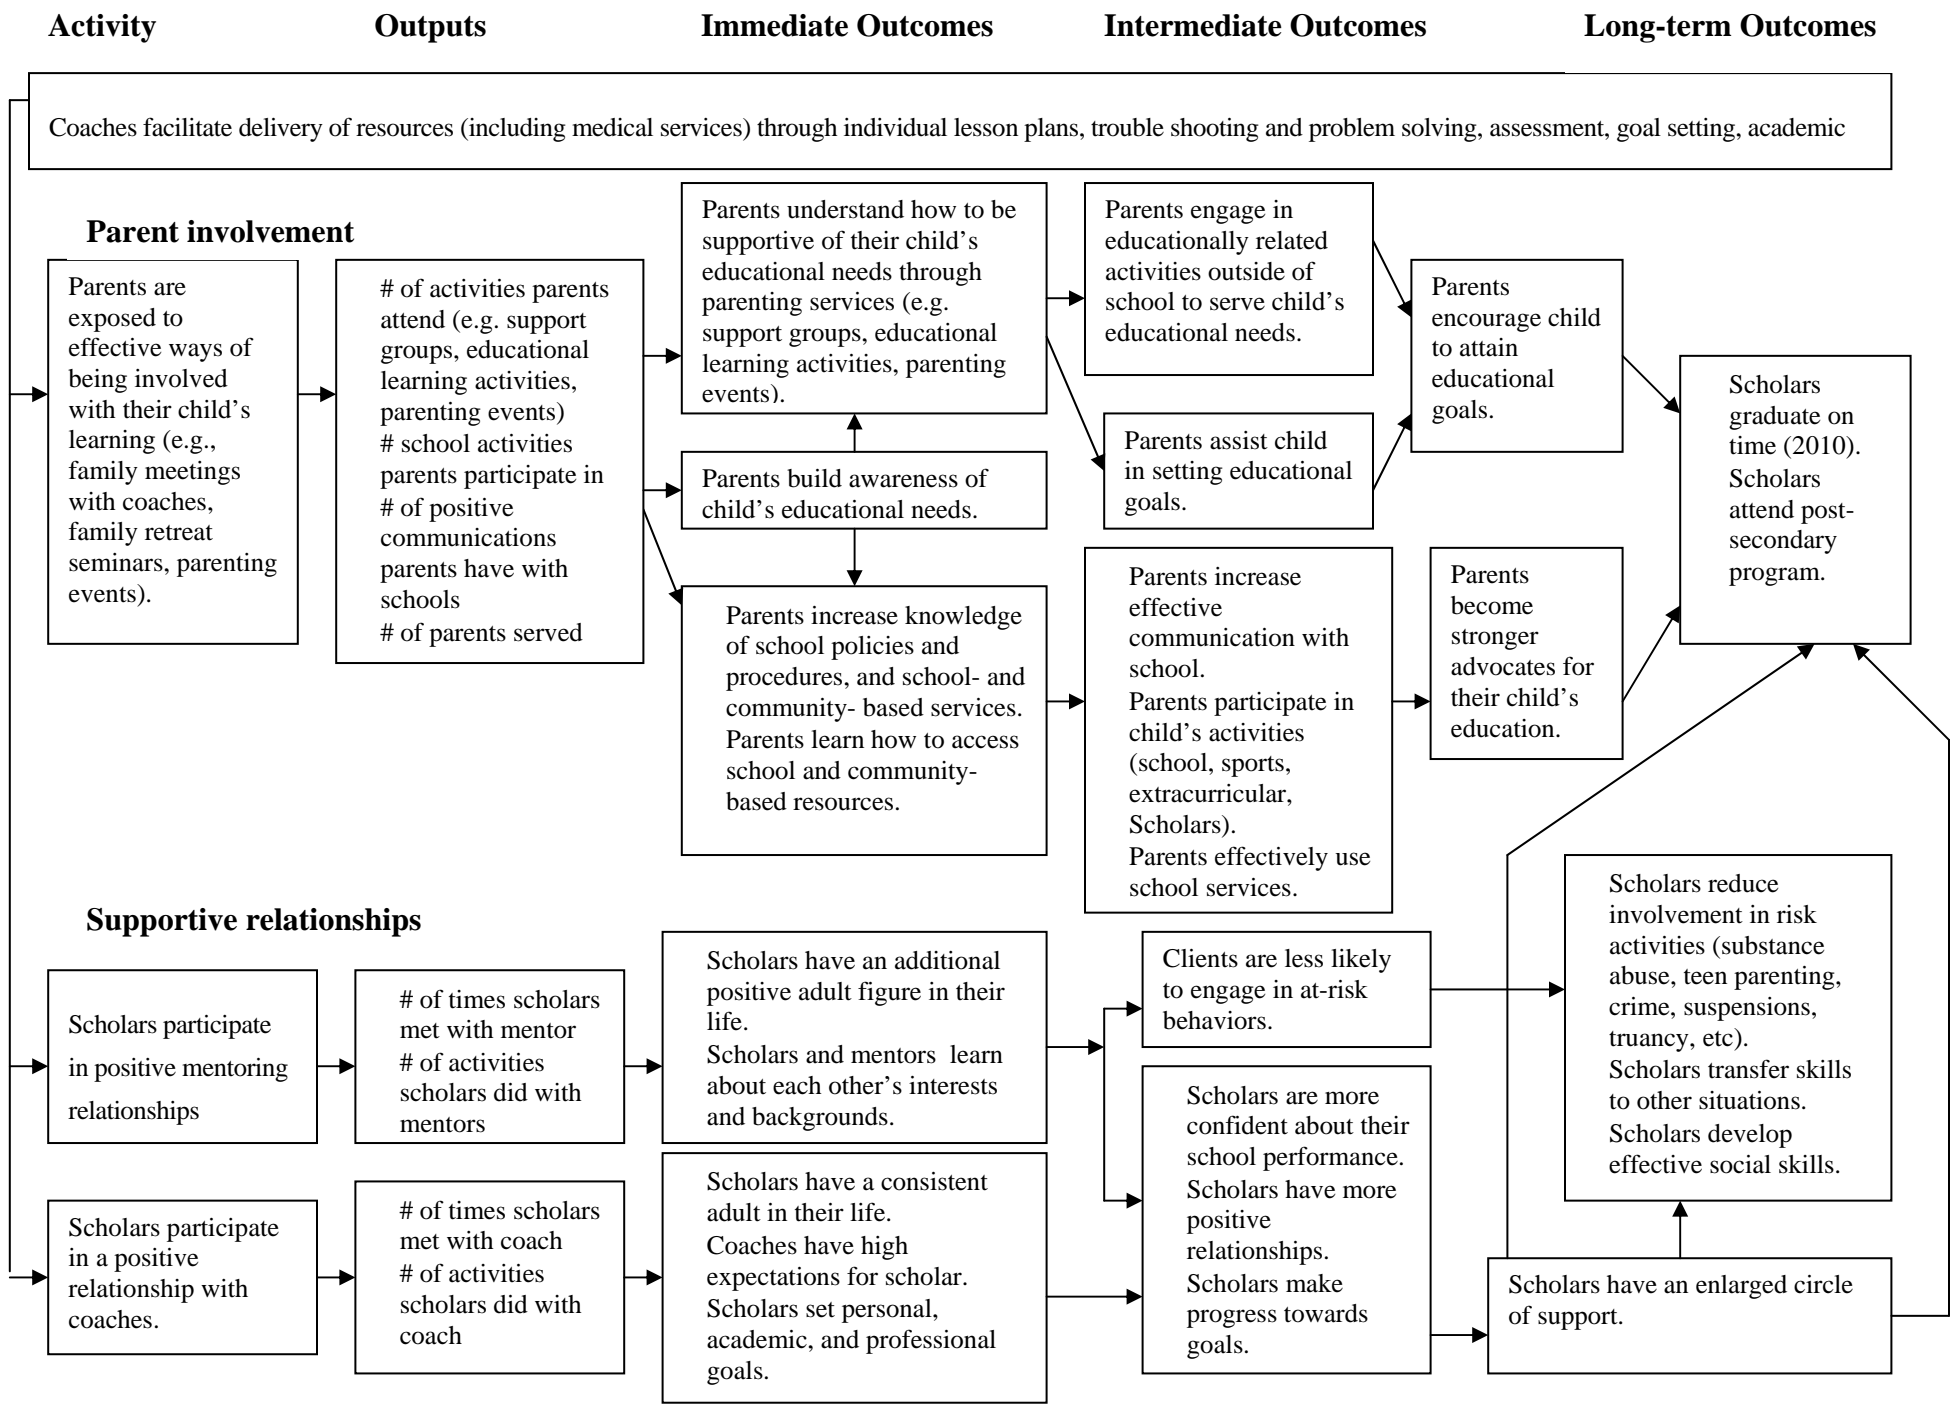 Activity
Outputs
Immediate Outcomes
Intermediate Outcomes
Long-term Outcomes
Coaches facilitate delivery of resources (including medical services) through individual lesson plans, trouble shooting and problem solving, assessment, goal setting, academic
Parent involvement
Parents are
exposed to
effective ways of
being involved
with their child’s
learning (e.g.,
family meetings
with coaches,
family retreat
seminars, parenting
events).
# of activities parents
attend (e.g. support
groups, educational
learning activities,
parenting events)
# school activities
parents participate in
# of positive
communications
parents have with
schools
# of parents served
Parents understand how to be
supportive of their child’s
educational needs through
parenting services (e.g.
support groups, educational
learning activities, parenting
events).
Parents build awareness of
child’s educational needs.
Parents increase knowledge
of school policies and
procedures, and school- and
community- based services.
Parents learn how to access
school and community-
based resources.
Parents engage in
educationally related
activities outside of
school to serve child’s
educational needs.
Parents assist child
in setting educational
goals.
Parents increase
effective
communication with
school.
Parents participate in
child’s activities
(school, sports,
extracurricular,
Scholars).
Parents effectively use
school services.
Parents
encourage child
to attain
educational
goals.
Parents
become
stronger
advocates for
their child’s
education.
Scholars
graduate on
time (2010).
Scholars
attend post-
secondary
program.
Supportive relationships
Scholars participate
in positive mentoring
relationships
# of times scholars
met with mentor
# of activities
scholars did with
mentors
Scholars have an additional
positive adult figure in their
life.
Scholars and mentors  learn
about each other’s interests
and backgrounds.
Clients are less likely
to engage in at-risk
behaviors.
Scholars reduce
involvement in risk
activities (substance
abuse, teen parenting,
crime, suspensions,
truancy, etc).
Scholars transfer skills
to other situations.
Scholars develop
effective social skills.
Scholars participate
in a positive
relationship with
coaches.
# of times scholars
met with coach
# of activities
scholars did with
coach
Scholars have a consistent
adult in their life.
Coaches have high
expectations for scholar.
Scholars set personal,
academic, and professional
goals.
Scholars are more
confident about their
school performance.
Scholars have more
positive
relationships.
Scholars make
progress towards
goals.
Scholars have an enlarged circle
of support.